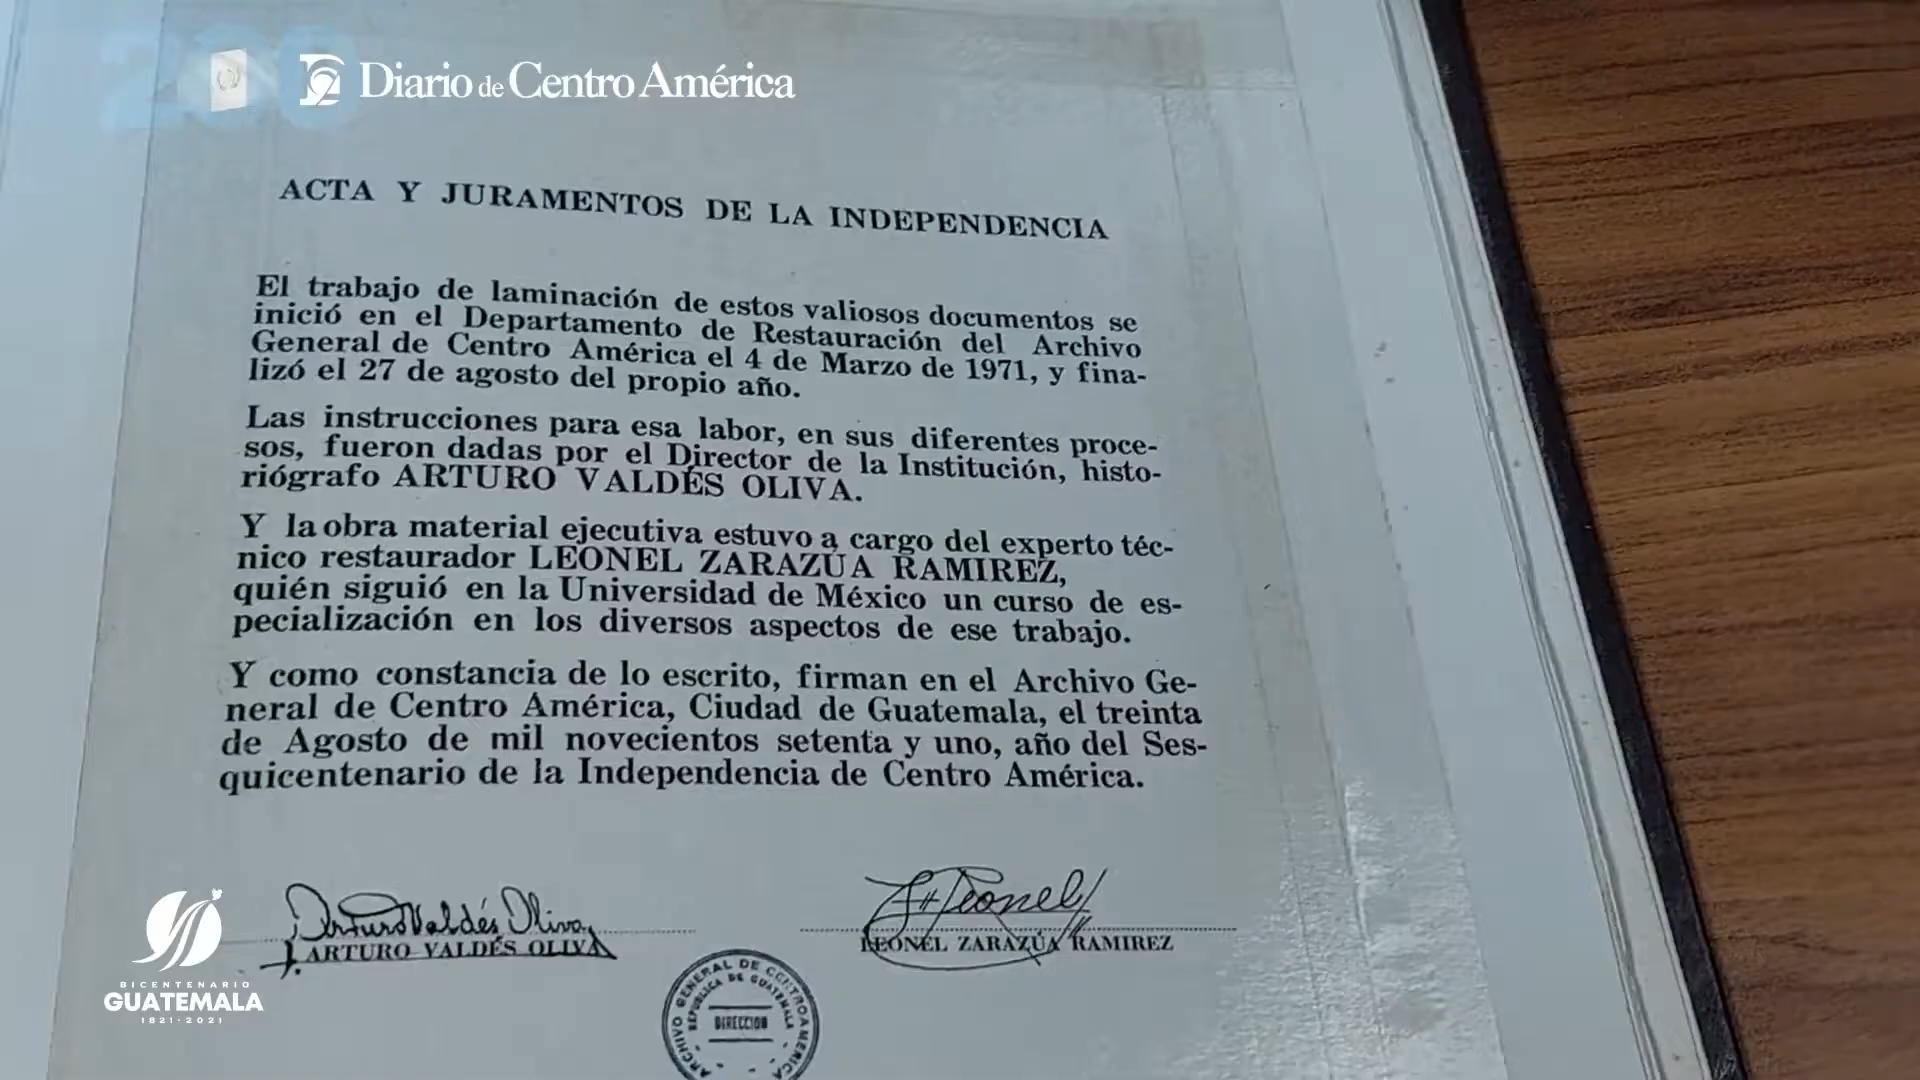 200
Diario de Centro América
ACTA Y JURAMENTOS DE LA INDEPENDENCIA
El trabajo de laminación de estos valiosos documentos se
inició en el Departamento de Restauración del Archivo
General de Centro América el 4 de Marzo de 1971, y fina-
lizó el 27 de agosto del propio año.
Las instrucciones para esa labor, en sus diferentes proce-
sos, fueron dadas por el Director de la Institución, histo-
riógrafo ARTURO VALDÉS OLIVA.
Y la obra material ejecutiva estuvo a cargo del experto téc-
nico restaurador LEONEL ZARAZÚA RAMIREZ,
quién siguió en la Universidad de México un curso de es-
pecialización en los diversos aspectos de ese trabajo.
Y como constancia de lo escrito, firman en el Archivo Ge-
neral de Centro América, Ciudad de Guatemala, el treinta
de Agosto de mil novecientos setenta y uno, año del Ses-
quicentenario de la Independencia de Centro América.
Arturo Valdés Oliva
J. ARTURO VALDÉS OLIVA
Leonel
LEONEL ZARAZÚA RAMIREZ
ARCHIVO GENERAL DE CENTROAMERICA
REPUBLICA DE GUATEMALA
DIRECCION
BICENTENARIO
GUATEMALA
1821-2021